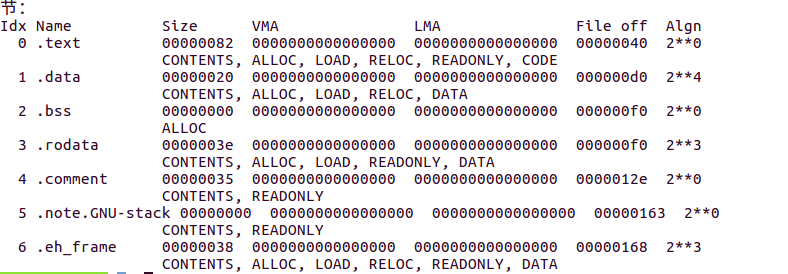 节：
Idx Name          Size      VMA               LMA               File off  Algn
  0 .text         00000082  0000000000000000  0000000000000000  00000040  2**0
                  CONTENTS, ALLOC, LOAD, RELOC, READONLY, CODE
  1 .data         00000020  0000000000000000  0000000000000000  000000d0  2**4
                  CONTENTS, ALLOC, LOAD, RELOC, DATA
  2 .bss          00000000  0000000000000000  0000000000000000  000000f0  2**0
                  ALLOC
  3 .rodata       0000003e  0000000000000000  0000000000000000  000000f0  2**3
                  CONTENTS, ALLOC, LOAD, READONLY, DATA
  4 .comment      00000035  0000000000000000  0000000000000000  0000012e  2**0
                  CONTENTS, READONLY
  5 .note.GNU-stack 00000000  0000000000000000  0000000000000000  00000163  2**0
                  CONTENTS, READONLY
  6 .eh_frame     00000038  0000000000000000  0000000000000000  00000168  2**3
                  CONTENTS, ALLOC, LOAD, RELOC, READONLY, DATA